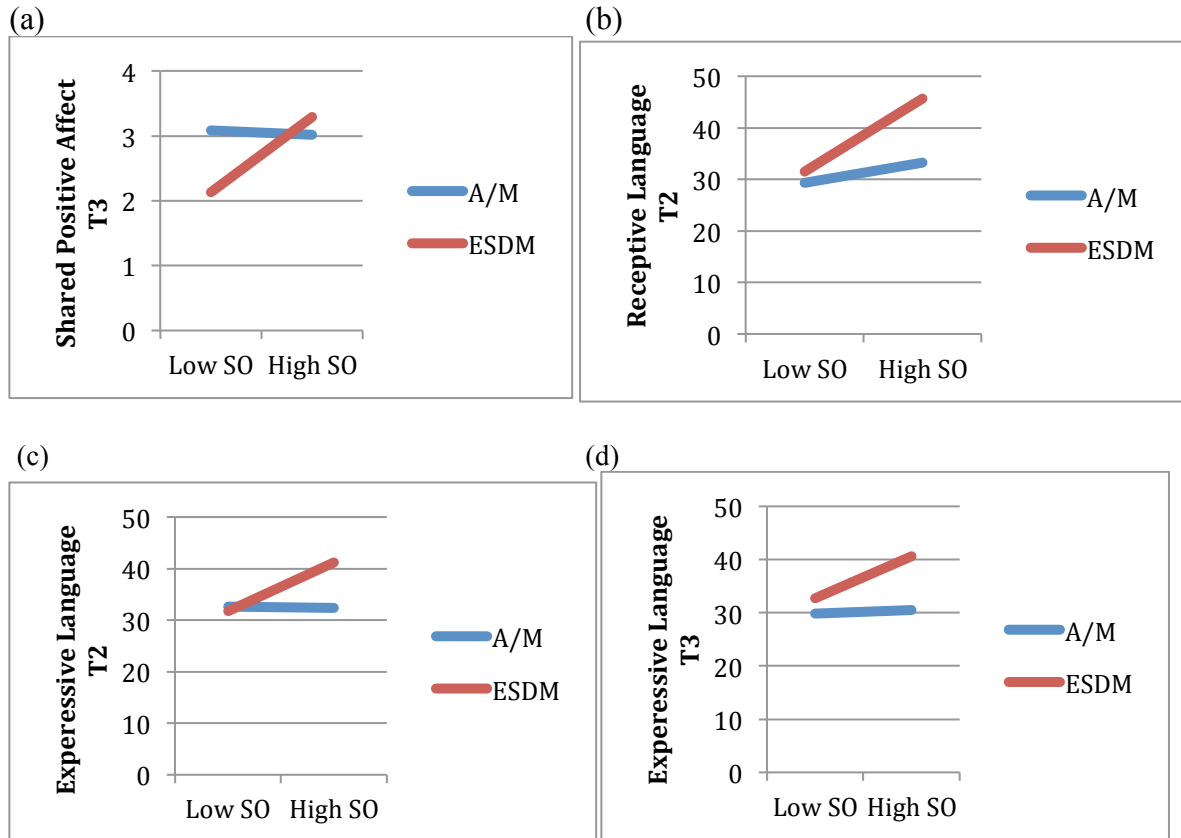 (a)
Shared Positive Affect
T3
4
3
2
1
0
Low SO High SO
A/M
ESDM
(b)
Receptive Language
T2
50
40
30
20
10
0
Low SO High SO
A/M
ESDM
(c)
Experessive Language
T2
50
40
30
20
10
0
Low SO High SO
A/M
ESDM
(d)
Experessive Language
T3
50
40
30
20
10
0
Low SO High SO
A/M
ESDM